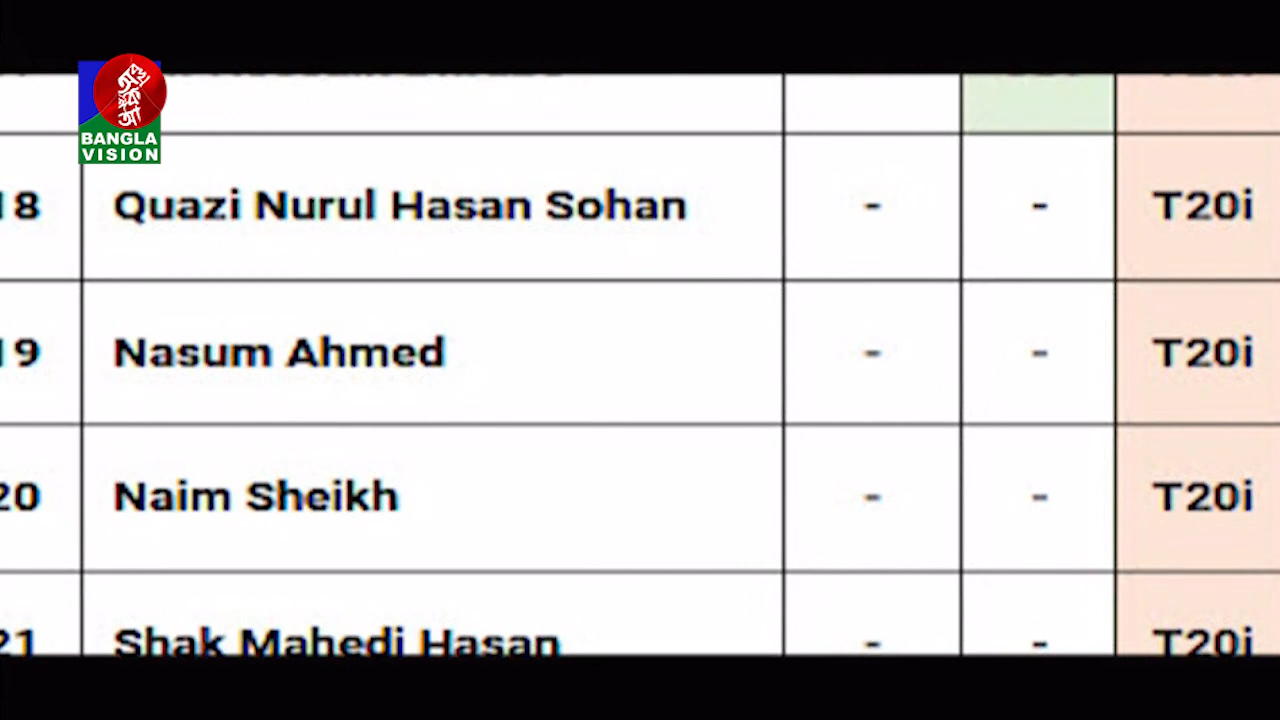 BANGLA
VISION
18 Quazi Nurul Hasan Sohan - - T20i
19 Nasum Ahmed - - T20i
20 Naim Sheikh - - T20i
21 Shak Mahedi Hasan - - T20i